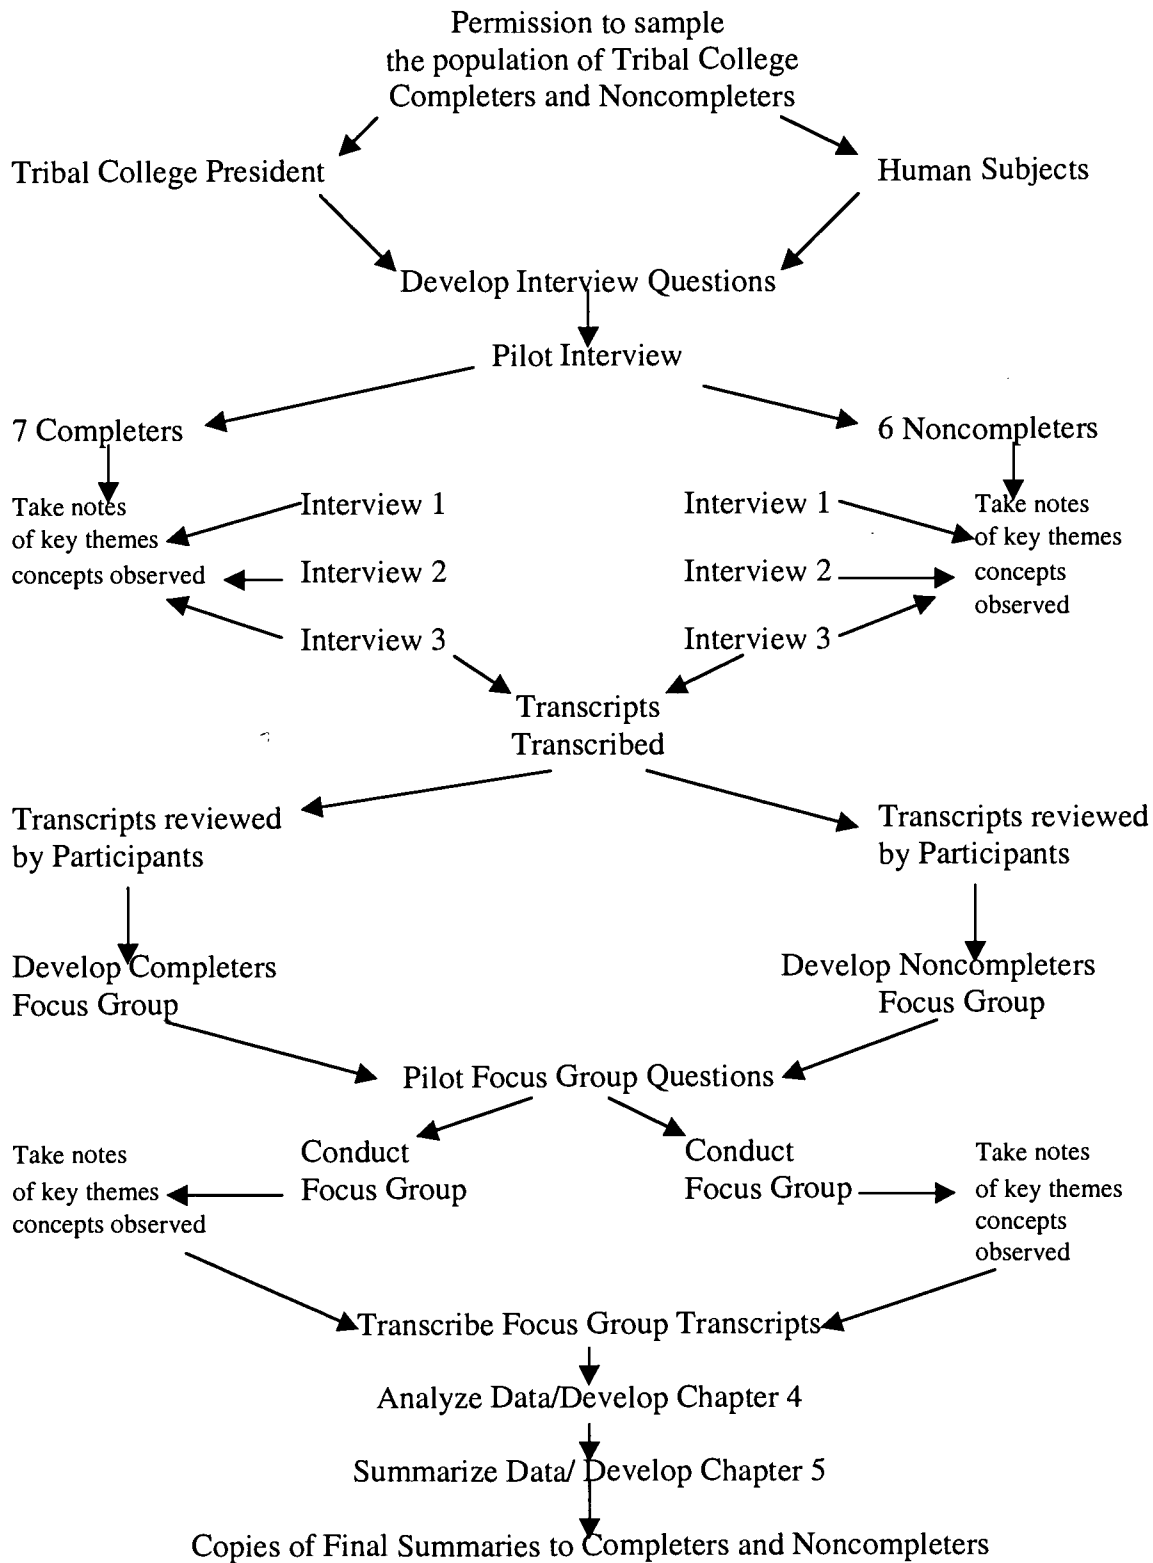 Permission to sample
the population of Tribal College
Completers and Noncompleters
Tribal College President
Human Subjects
Develop Interview Questions
Pilot Interview
7 Completers
6 Noncompleters
Take notes
of key themes
concepts observed
Interview 1
Interview 2
Interview 3
Interview 1
Interview 2
Interview 3
Take notes
of key themes
concepts
observed
Transcripts
Transcribed
Transcripts reviewed
by Participants
Transcripts reviewed
by Participants
Develop Completers
Focus Group
Develop Noncompleters
Focus Group
Pilot Focus Group Questions
Take notes
of key themes
concepts observed
Conduct
Focus Group
Conduct
Focus Group
Take notes
of key themes
concepts
observed
Transcribe Focus Group Transcripts
Analyze Data/Develop Chapter 4
Summarize Data/ Develop Chapter 5
Copies of Final Summaries to Completers and Noncompleters